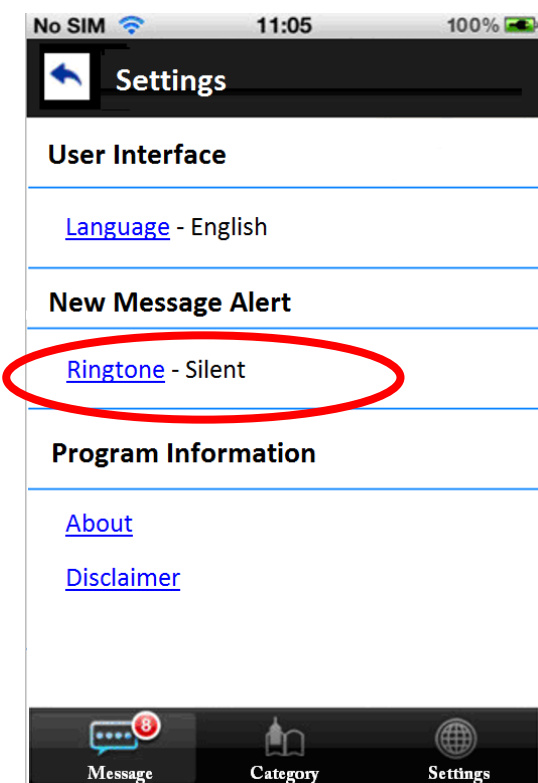 No SIM 11:05 100%
Settings
User Interface
Language - English
New Message Alert
Ringtone - Silent
Program Information
About
Disclaimer
8
Message Category Settings